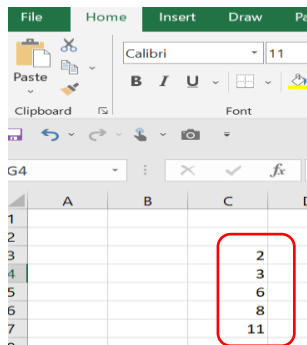 File Home Insert Draw Pa
Calibri 11
Paste
B I U
Clipboard Font
G4 fx
A B C
1
2
3 2
4 3
5 6
6 8
7 11